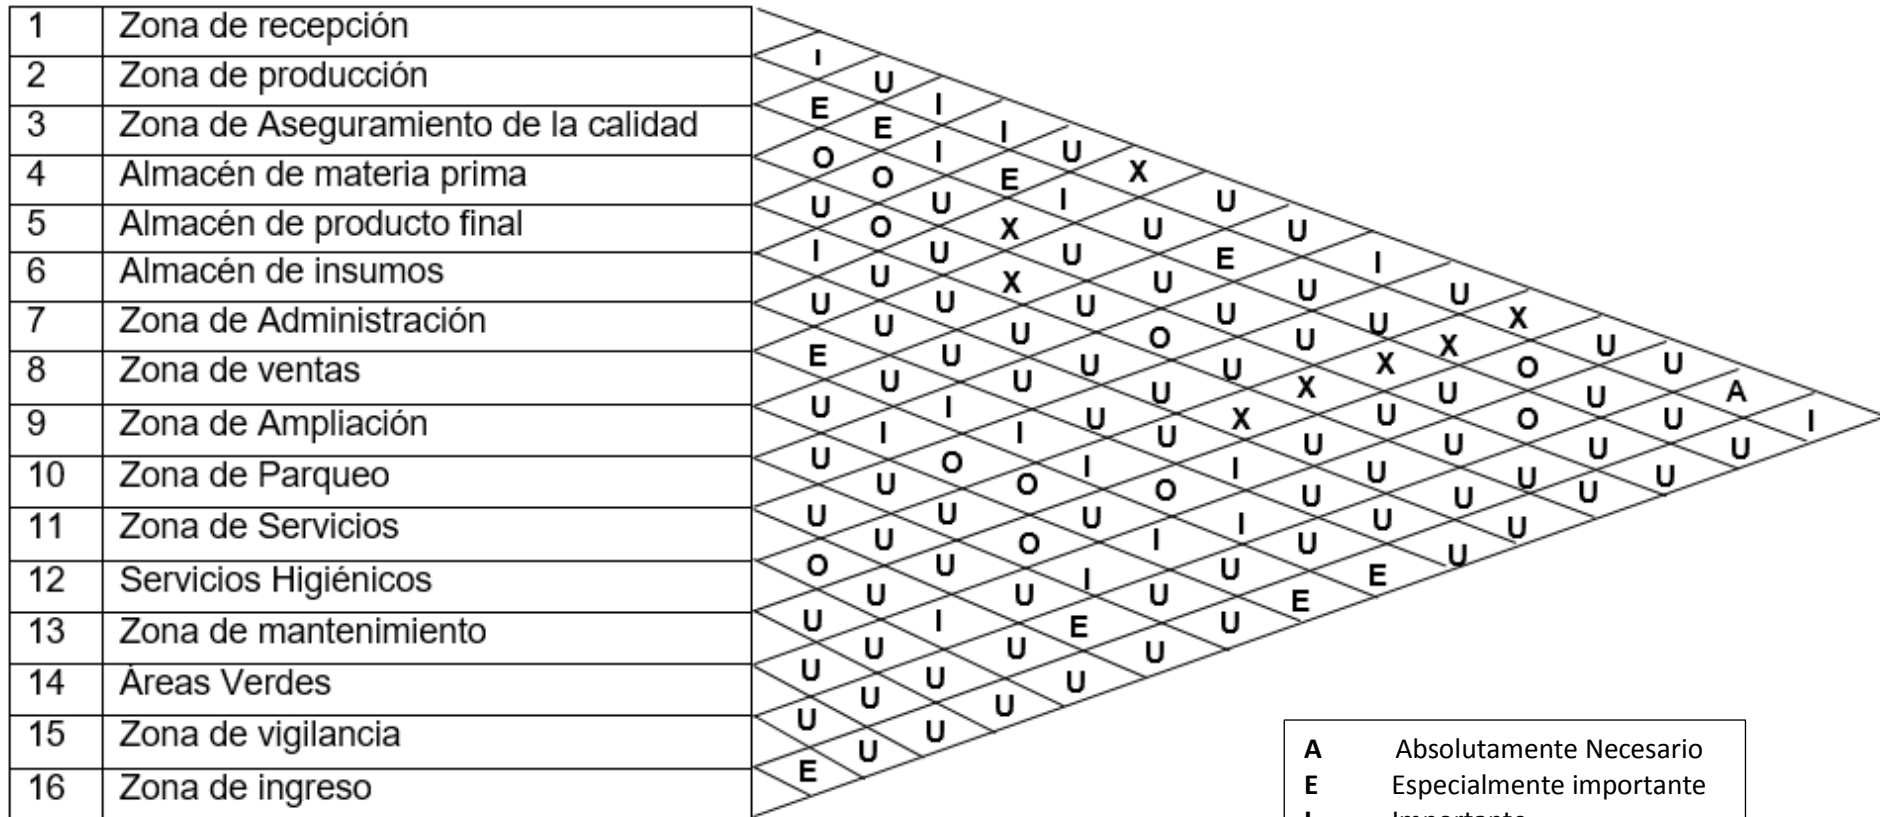 1 Zona de recepción
2 Zona de producción
3 Zona de Aseguramiento de la calidad
4 Almacén de materia prima
5 Almacén de producto final
6 Almacén de insumos
7 Zona de Administración
8 Zona de ventas
9 Zona de Ampliación
10 Zona de Parqueo
11 Zona de Servicios
12 Servicios Higiénicos
13 Zona de mantenimiento
14 Áreas Verdes
15 Zona de vigilancia
16 Zona de ingreso
I U I I U X U U I U X U U A I
E E I E I U E U U X O U U U
O O U X U U U U X U O U U
U O U X U O U X U U U U
I U U U U U X U U U U
U U U U U U I U U U
E U I I I O I U E
U I O O U I U E
U U U O I U U
U U U U E U
O U I U U
U U U U
U U U
U U
E
A Absolutamente Necesario
E Especialmente importante
I Importante